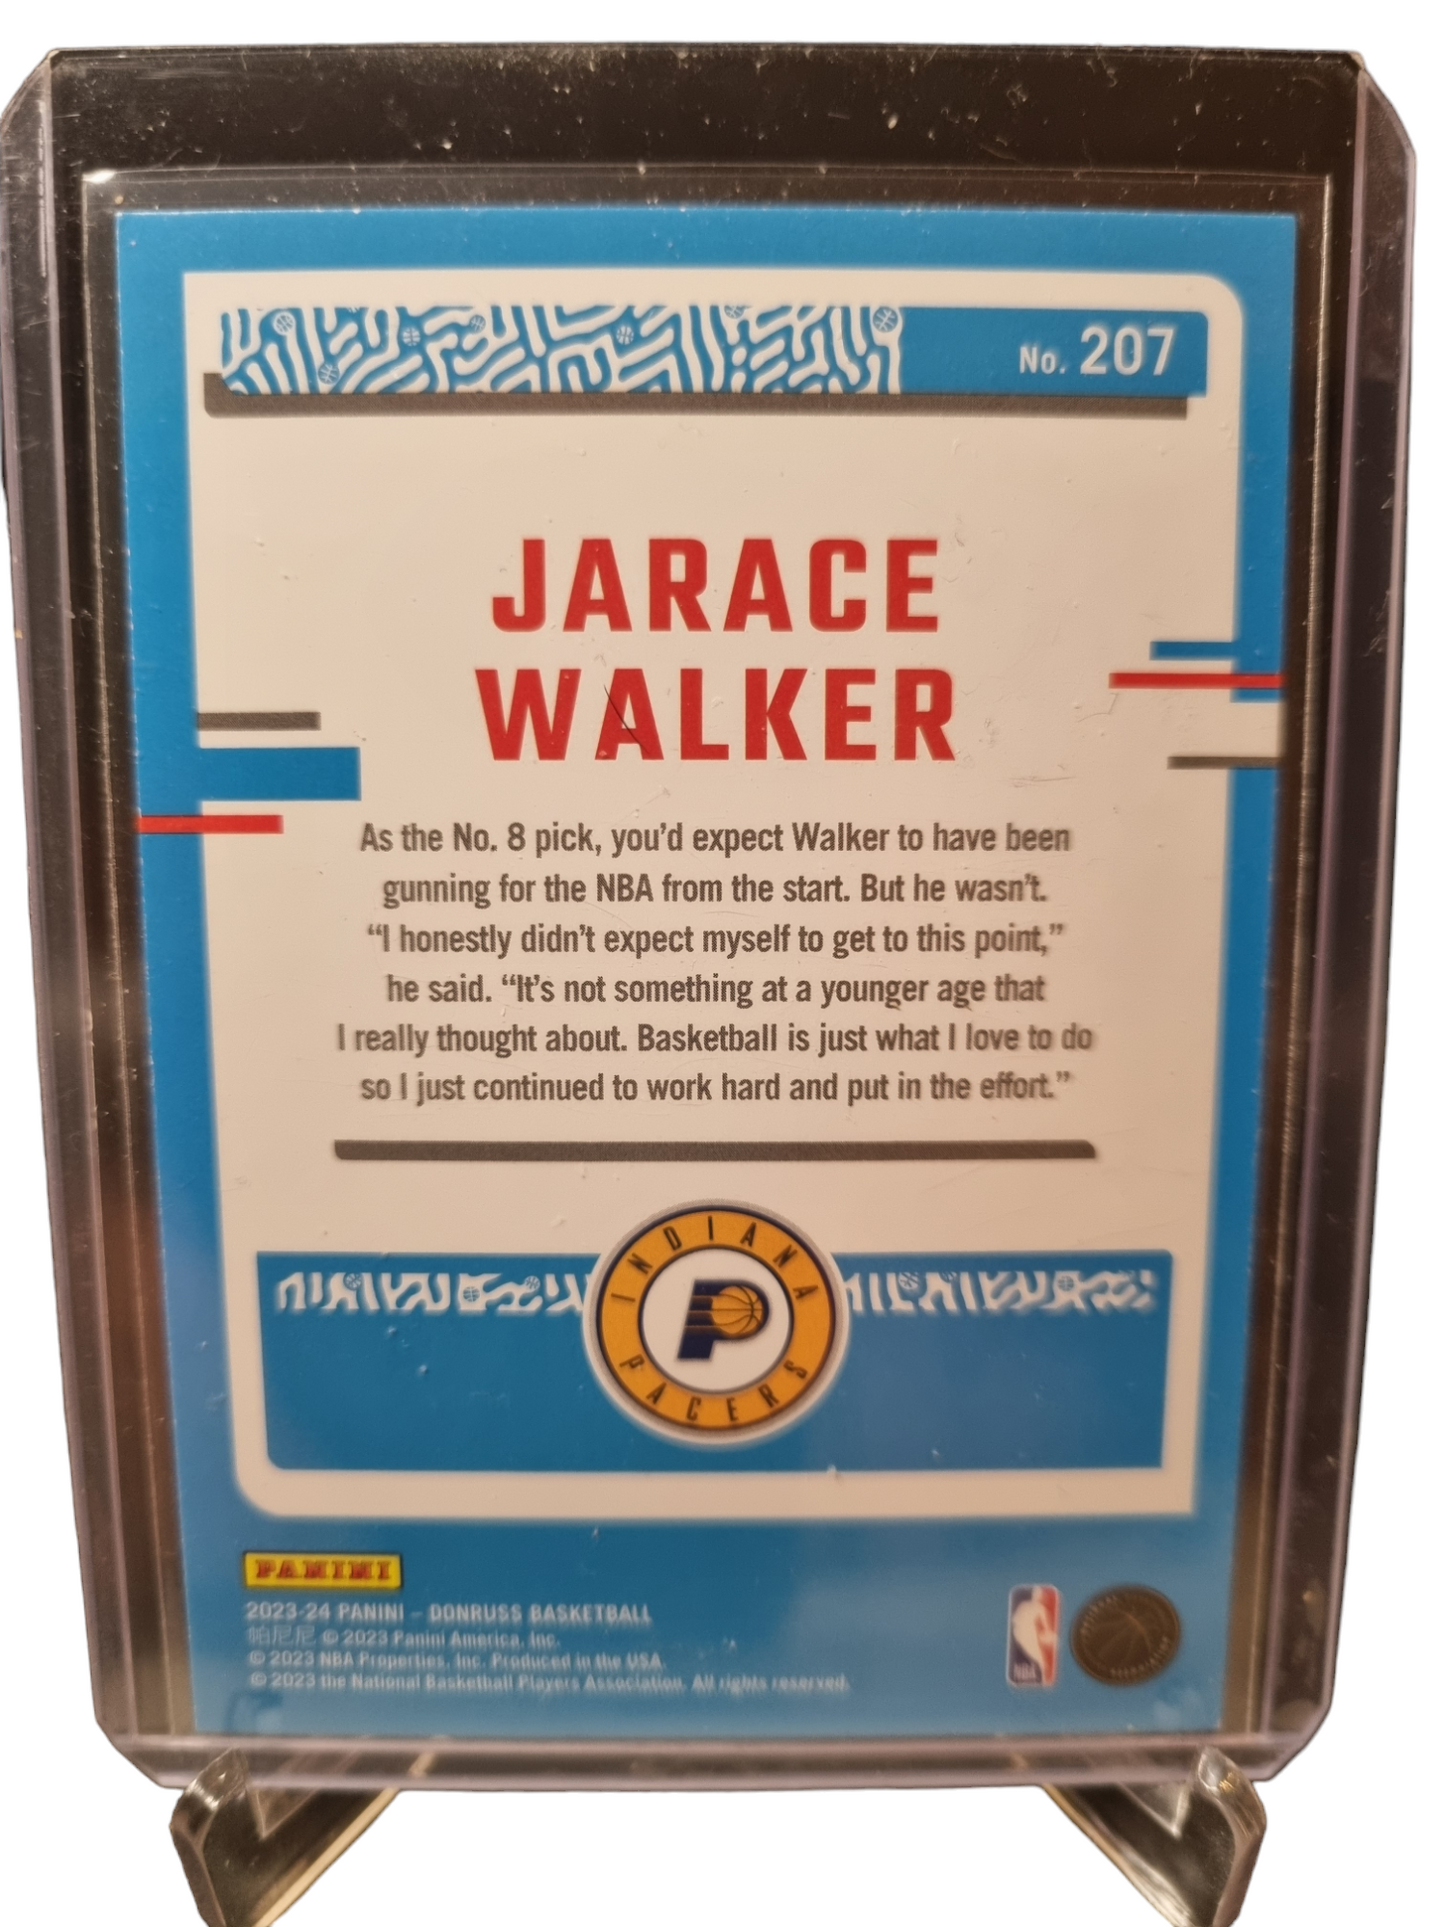 No. 207
JARACE
WALKER
As the No. 8 pick, you’d expect Walker to have been
gunning for the NBA from the start. But he wasn’t.
“I honestly didn’t expect myself to get to this point,”
he said. “It’s not something at a younger age that
I really thought about. Basketball is just what I love to do
so I just continued to work hard and put in the effort.”
INDIANA
P
PACERS
PANINI
2023-24 PANINI – DONRUSS BASKETBALL
帕尼尼 © 2023 Panini America, Inc.
© 2023 NBA Properties, Inc. Produced in the USA.
© 2023 the National Basketball Players Association. All rights reserved.
NBA